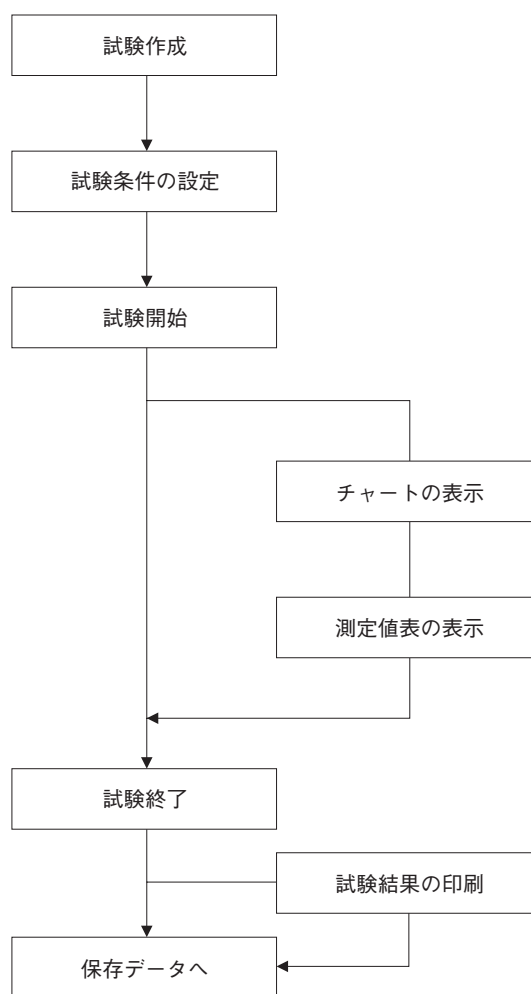 試験作成
試験条件の設定
試験開始
チャートの表示
測定値表の表示
試験終了
試験結果の印刷
保存データへ